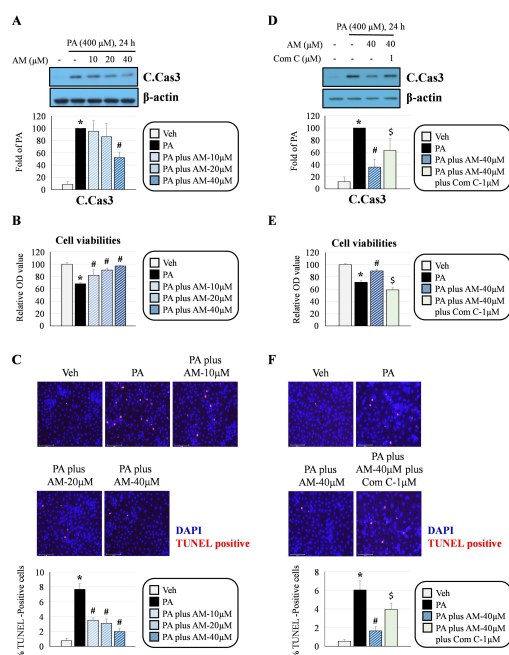 A
PA (400 μM), 24 h
AM (μM)
- - 10 20 40
C.Cas3
β-actin
Fold of PA
120
100
80
60
40
20
0
*
#
C.Cas3
Veh
PA
PA plus AM-10μM
PA plus AM-20μM
PA plus AM-40μM
B
Cell viabilities
Relative OD value
120
100
80
60
40
20
0
*
# # #
Veh
PA
PA plus AM-10μM
PA plus AM-20μM
PA plus AM-40μM
C
Veh
PA
PA plus
AM-10μM
PA plus
AM-20μM
PA plus
AM-40μM
DAPI
TUNEL positive
% TUNEL -Positive cells
10
8
6
4
2
0
*
# # #
Veh
PA
PA plus AM-10μM
PA plus AM-20μM
PA plus AM-40μM
D
PA (400 μM), 24 h
AM (μM)
- - 40 40
Com C (μM)
- - - 1
C.Cas3
β-actin
Fold of PA
120
100
80
60
40
20
0
*
#
$
C.Cas3
Veh
PA
PA plus AM-40μM
PA plus AM-40μM
plus Com C-1μM
E
Cell viabilities
Relative OD value
120
100
80
60
40
20
0
*
#
$
Veh
PA
PA plus AM-40μM
PA plus AM-40μM
plus Com C-1μM
F
Veh
PA
PA plus
AM-40μM
PA plus
AM-40μM plus
Com C-1μM
DAPI
TUNEL positive
% TUNEL -Positive cells
8
6
4
2
0
*
#
$
Veh
PA
PA plus AM-40μM
PA plus AM-40μM
plus Com C-1μM